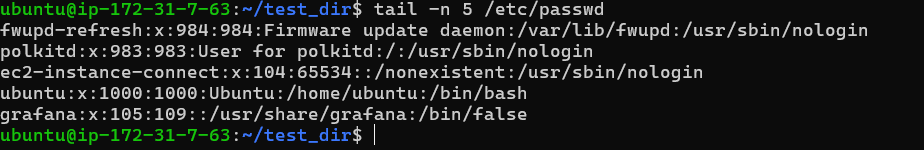 ubuntu@ip-172-31-7-63:~/test_dir$ tail -n 5 /etc/passwd
fwupd-refresh:x:984:984:Firmware update daemon:/var/lib/fwupd:/usr/sbin/nologin
polkitd:x:983:983:User for polkitd:/:/usr/sbin/nologin
ec2-instance-connect:x:104:65534::/nonexistent:/usr/sbin/nologin
ubuntu:x:1000:1000:Ubuntu:/home/ubuntu:/bin/bash
grafana:x:105:109::/usr/share/grafana:/bin/false
ubuntu@ip-172-31-7-63:~/test_dir$